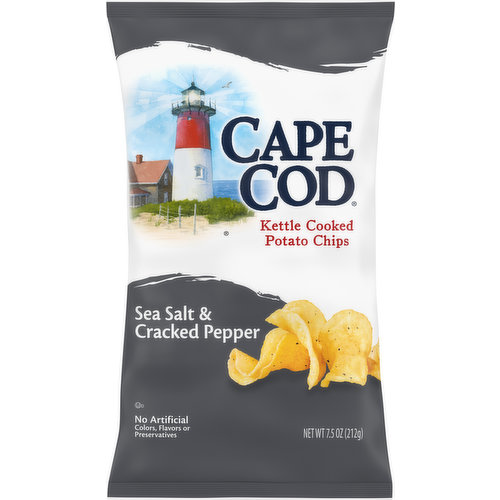 CAPE
COD®
®
Kettle Cooked
Potato Chips
Sea Salt &
Cracked Pepper
No Artificial
Colors, Flavors or
Preservatives
NET WT 7.5 OZ (212g)